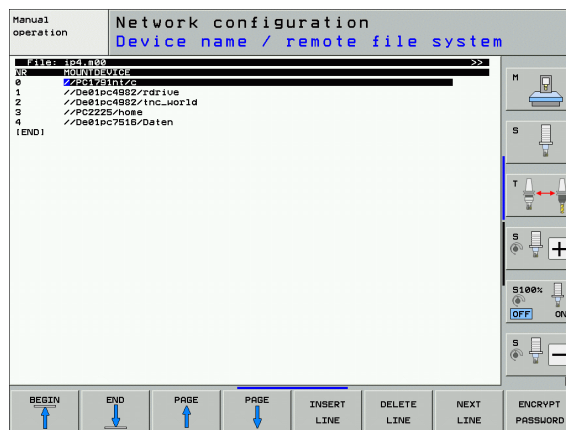 Manual operation
Network configuration
Device name / remote file system
File: ip4.m00 >>
NR MOUNTDEVICE
0 //PC1791nt/c
1 //De01pc4982/rdrive
2 //De01pc4982/tnc_world
3 //PC2225/home
4 //De01pc7516/Daten
[END]
M
S
T
S
+
S100%
OFF ON
S
-
BEGIN
END
PAGE
PAGE
INSERT LINE
DELETE LINE
NEXT LINE
ENCRYPT PASSWORD